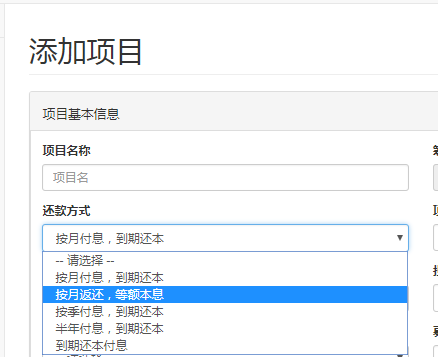 添加项目
项目基本信息
项目名称
项目名
还款方式
按月付息，到期还本
-- 请选择 --
按月付息，到期还本
按月返还，等额本息
按季付息，到期还本
半年付息，到期还本
到期还本付息